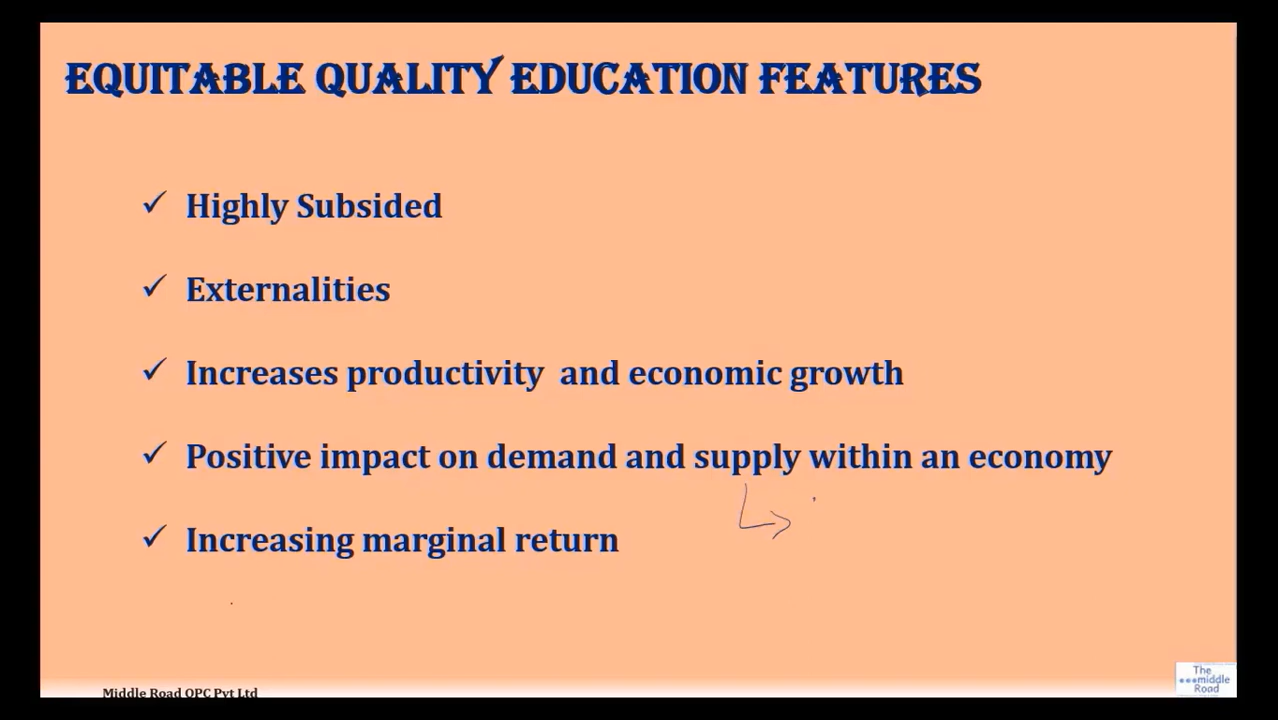 EQUITABLE QUALITY EDUCATION FEATURES
✓ Highly Subsided
✓ Externalities
✓ Increases productivity and economic growth
✓ Positive impact on demand and supply within an economy
✓ Increasing marginal return
Middle Road OPC Pvt Ltd
The
middle
Road